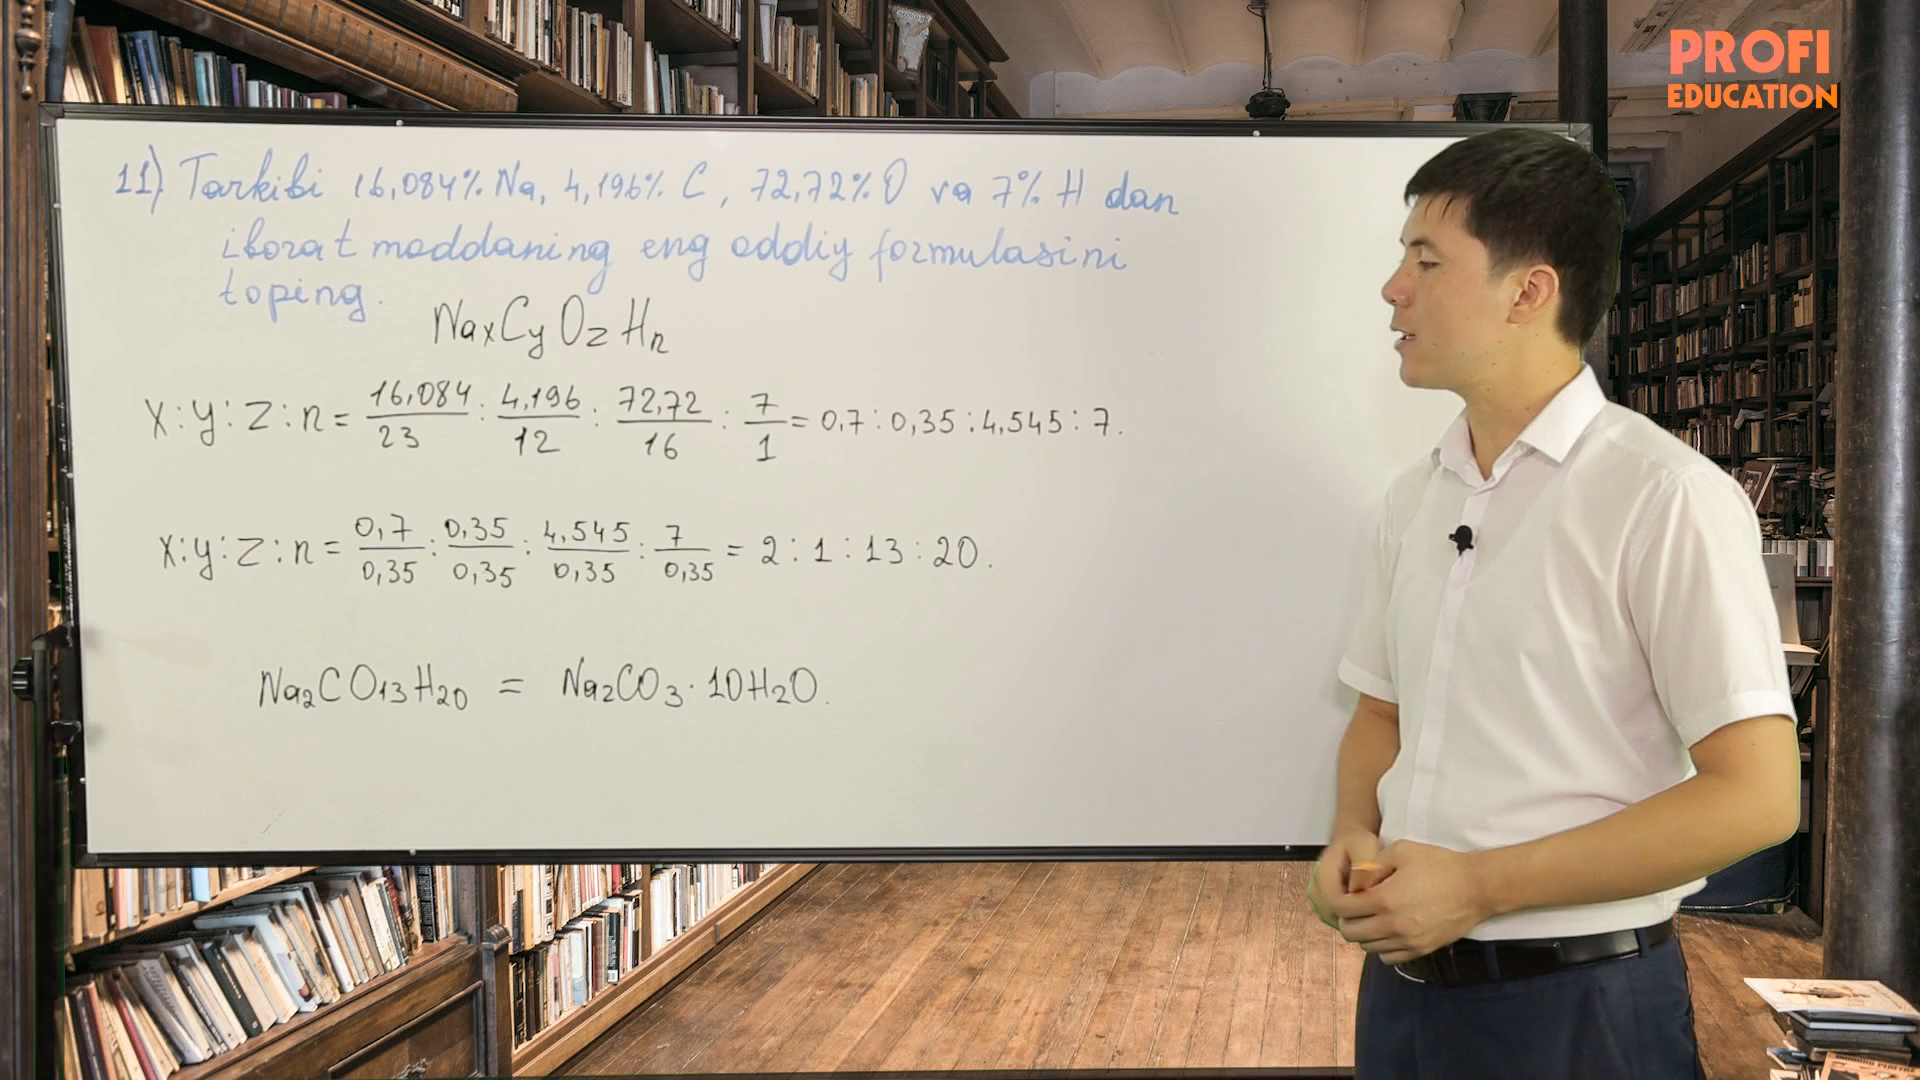 PROFI
EDUCATION
11) Tarkibi 16,084% Na, 4,196% C, 72,72% O va 7% H dan
iborat moddaning eng oddiy formulasini
toping.
NaxCyOzHn
x : y : z : n = 16,084/23 : 4,196/12 : 72,72/16 : 7/1 = 0,7 : 0,35 : 4,545 : 7.
x : y : z : n = 0,7/0,35 : 0,35/0,35 : 4,545/0,35 : 7/0,35 = 2 : 1 : 13 : 20.
Na₂CO₁₃H₂₀ = Na₂CO₃ · 10H₂O.